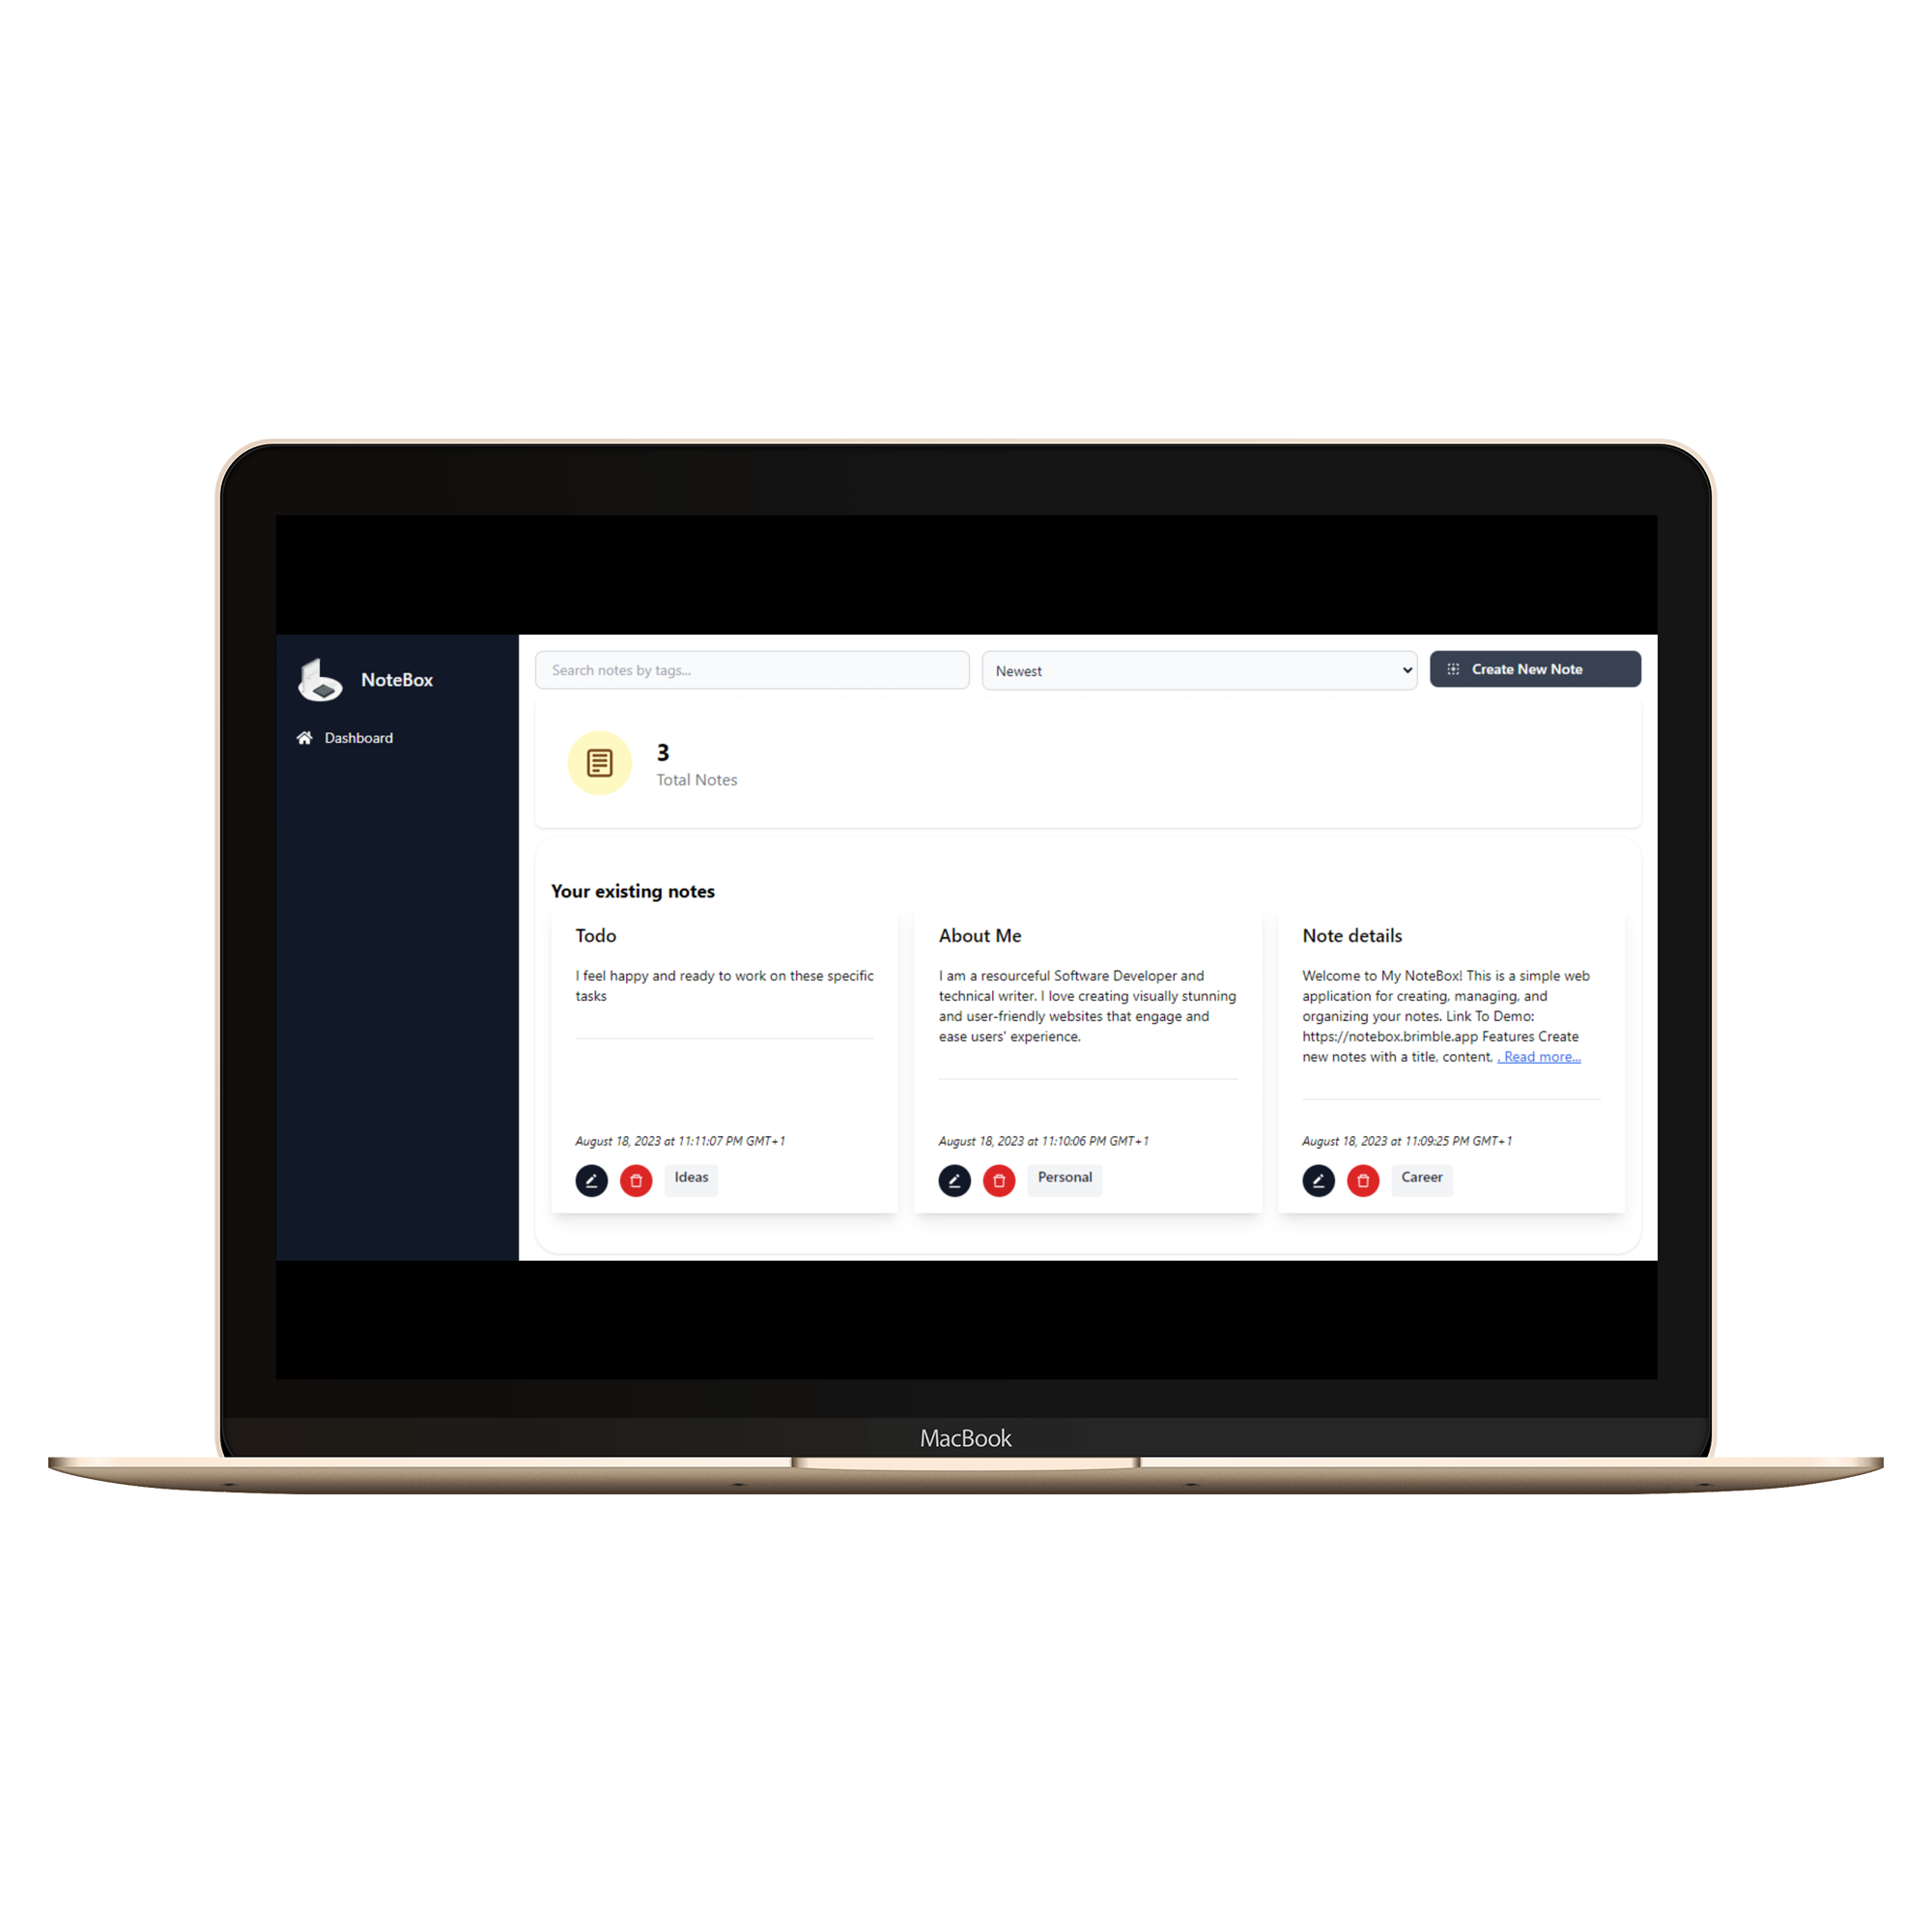 NoteBox
Dashboard
Search notes by tags...
Newest
Create New Note
3
Total Notes
Your existing notes
Todo
I feel happy and ready to work on these specific
tasks
August 18, 2023 at 11:11:07 PM GMT+1
Ideas
About Me
I am a resourceful Software Developer and
technical writer. I love creating visually stunning
and user-friendly websites that engage and
ease users' experience.
August 18, 2023 at 11:10:06 PM GMT+1
Personal
Note details
Welcome to My NoteBox! This is a simple web
application for creating, managing, and
organizing your notes. Link To Demo:
https://notebox.brimble.app Features Create
new notes with a title, content, . Read more...
August 18, 2023 at 11:09:25 PM GMT+1
Career
MacBook